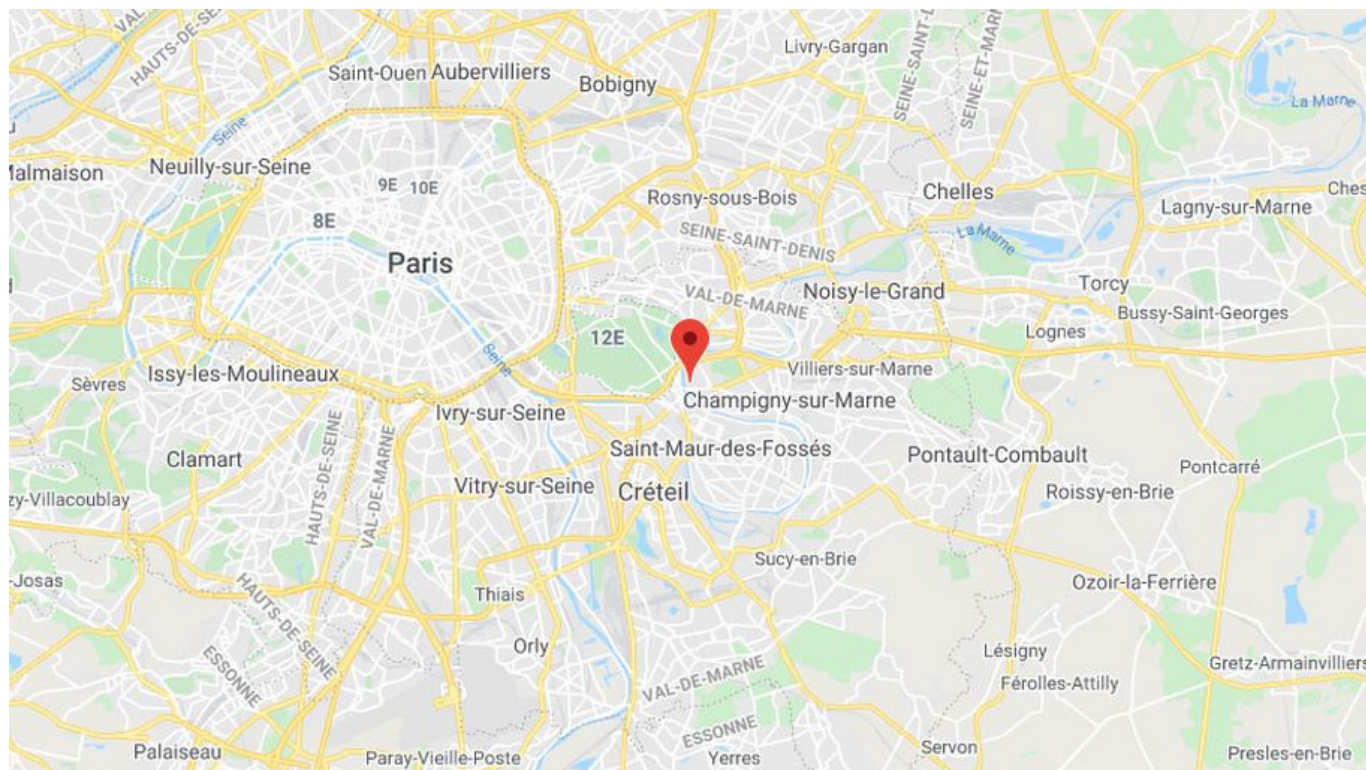 HAUTS-DE-SEINE
Livry-Gargan
SEINE-SAINT-D
SEINE-ET-MARN
Saint-Ouen
Aubervilliers
Bobigny
La Marne
Seine
Neuilly-sur-Seine
Malmaison
9E
10E
8E
Rosny-sous-Bois
Chelles
Ches
Lagny-sur-Marne
SEINE-SAINT-DENIS
La Marne
Paris
VAL-DE-MARNE
Noisy-le-Grand
Torcy
Bussy-Saint-Georges
12E
Lognes
Seine
Sèvres
Issy-les-Moulineaux
Villiers-sur-Marne
Champigny-sur-Marne
Ivry-sur-Seine
HAUTS-DE-SEINE
VAL-DE-MARNE
Clamart
Saint-Maur-des-Fossés
Pontault-Combault
Pontcarré
zy-Villacoublay
Vitry-sur-Seine
Créteil
Roissy-en-Brie
Sucy-en-Brie
-Josas
HAUTS-DE-SEINE
Thiais
Ozoir-la-Ferrière
ESSONNE
Orly
Lésigny
Gretz-Armainvilliers
VAL-DE-MARNE
Férolles-Attilly
ESSONNE
Palaiseau
Paray-Vieille-Poste
Yerres
Servon
Presles-en-Brie